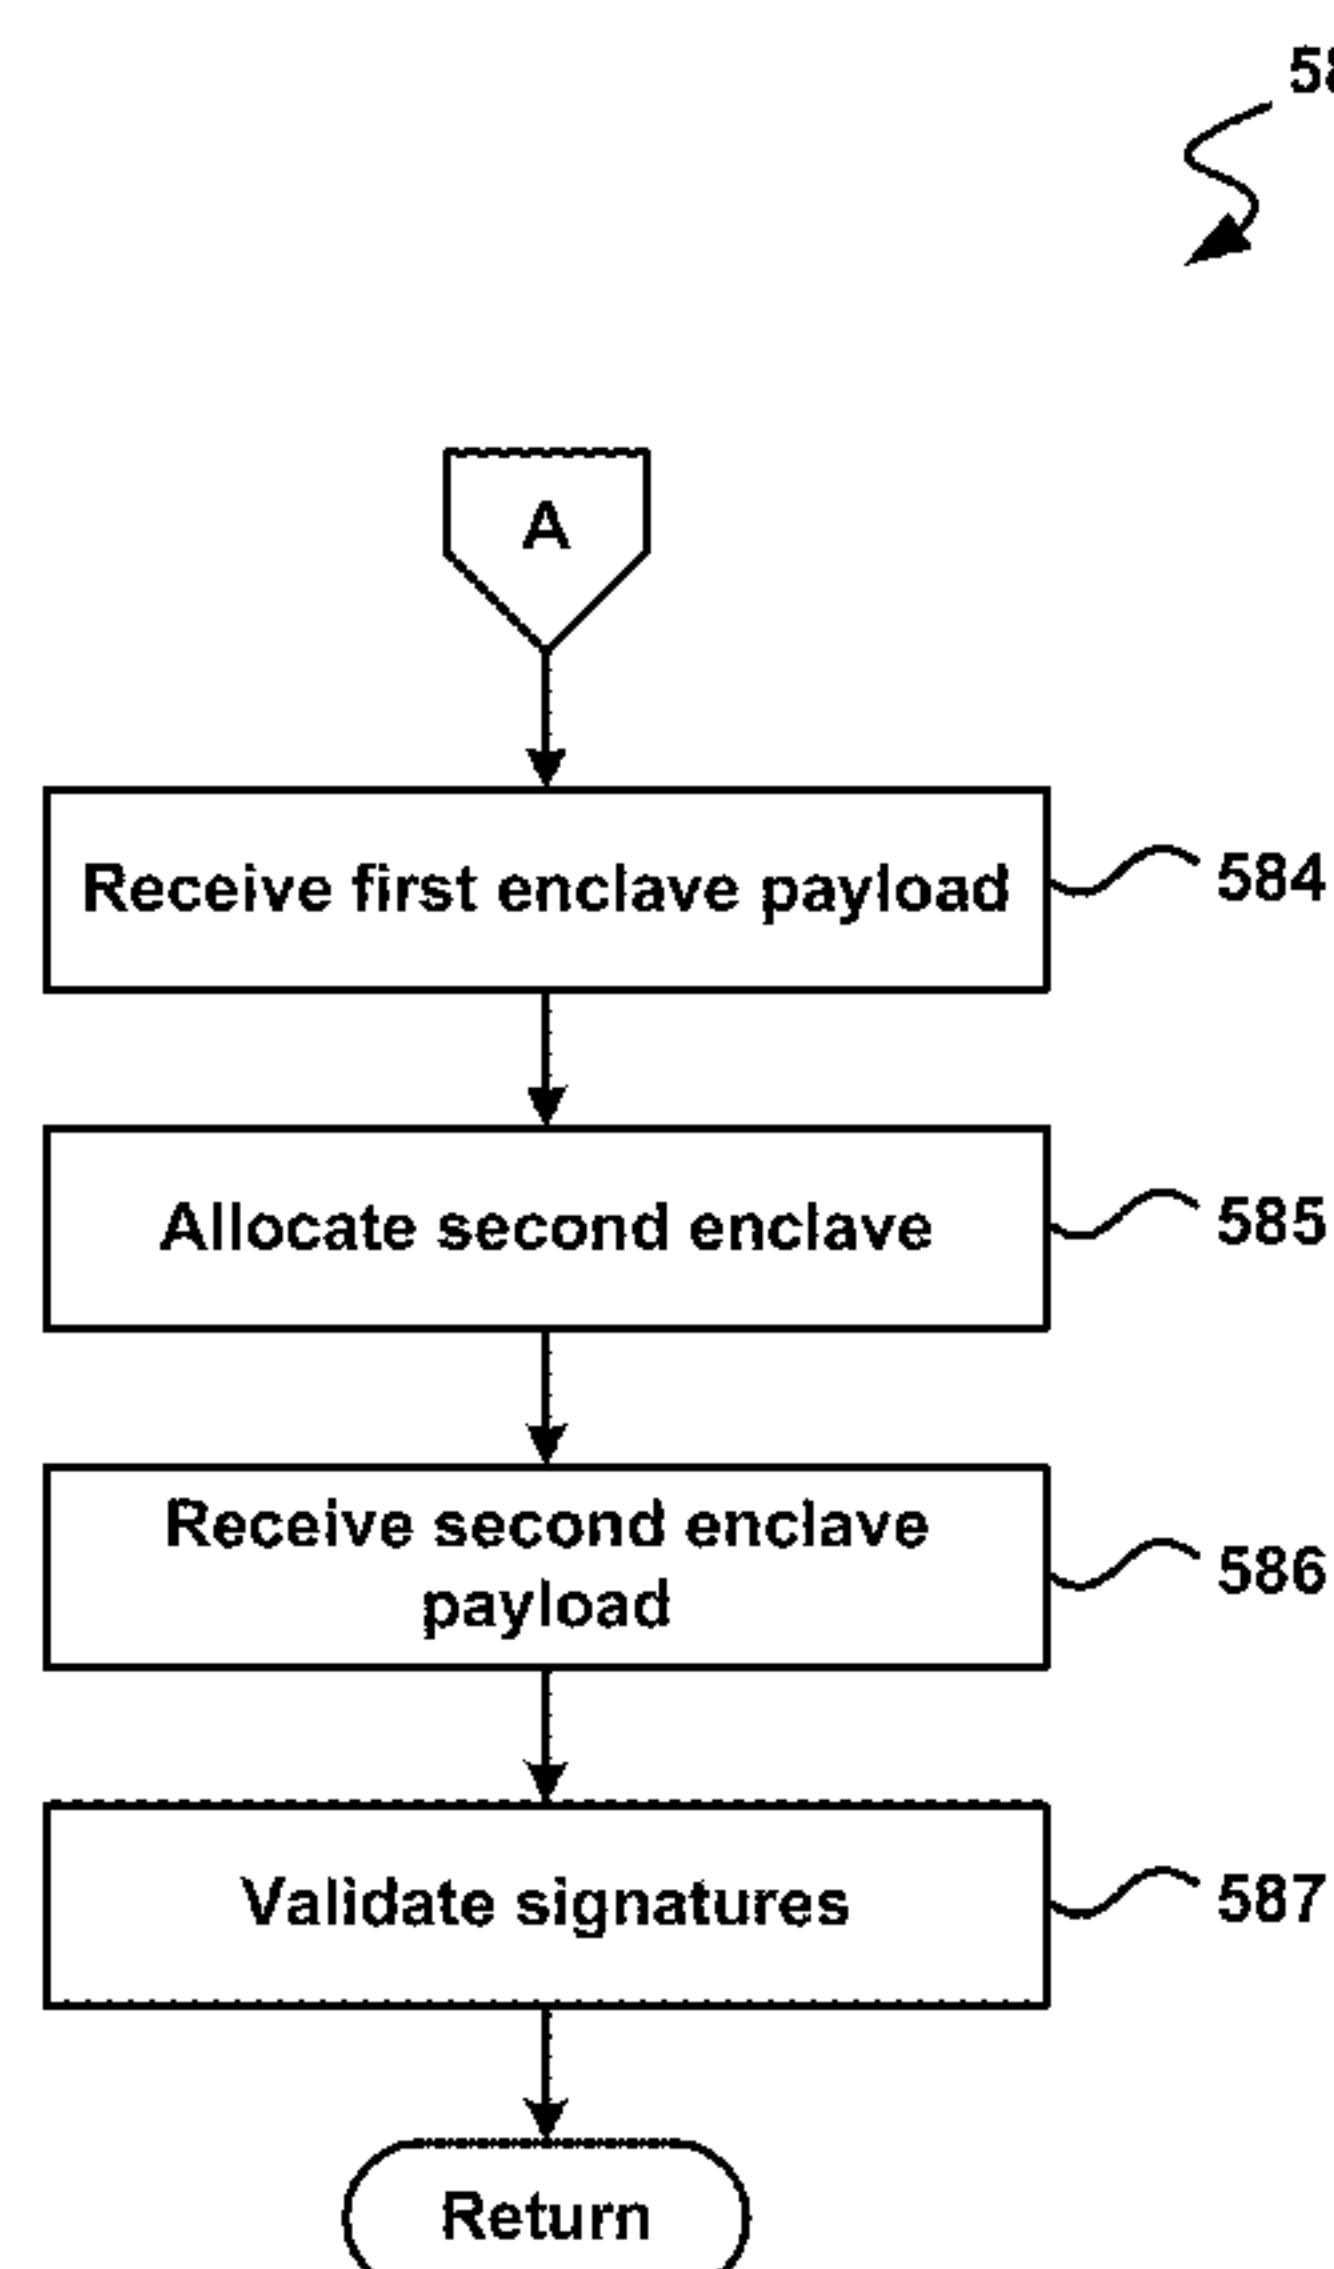 A
Receive first enclave payload
584
Allocate second enclave
585
Receive second enclave
payload
586
Validate signatures
587
Return